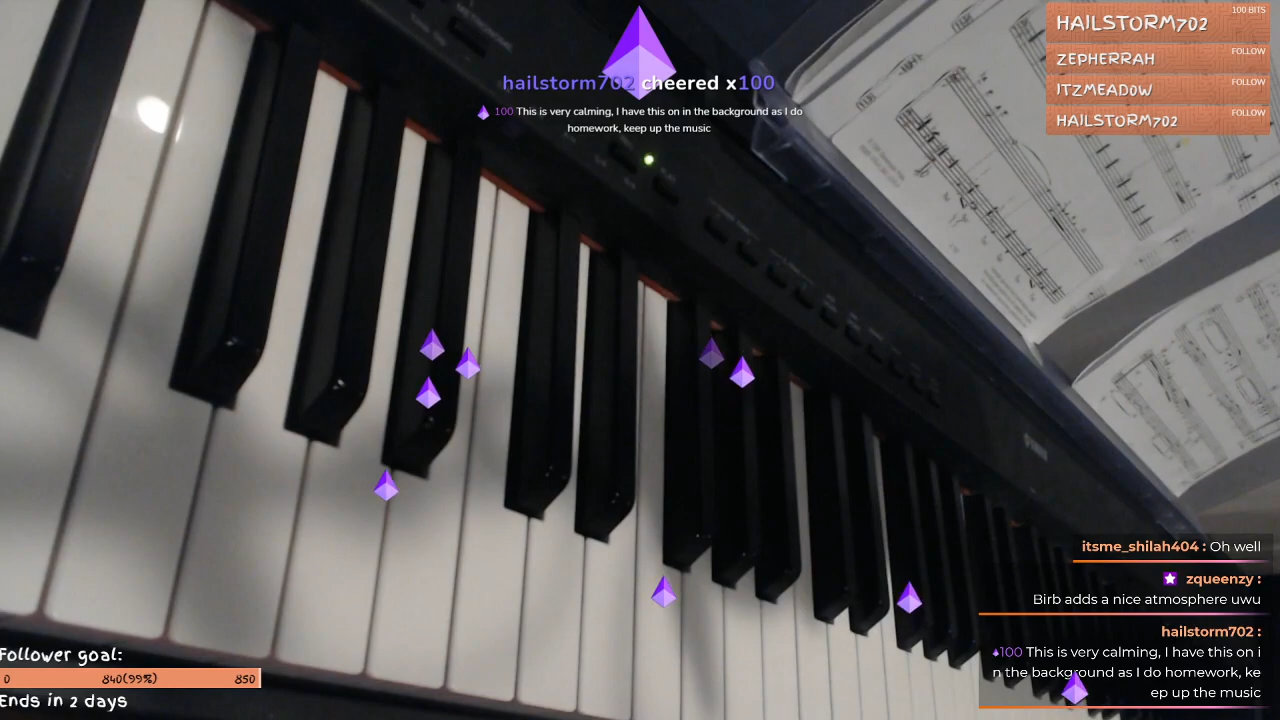 hailstorm702 cheered x100
100 This is very calming, I have this on in the background as I do
homework, keep up the music
100 BITS
HAILSTORM702
FOLLOW
ZEPHERRAH
FOLLOW
ITZMEADOW
FOLLOW
HAILSTORM702
itsme_shilah404 : Oh well
zqueenzy :
Birb adds a nice atmosphere uwu
hailstorm702 :
100 This is very calming, I have this on i
n the background as I do homework, ke
ep up the music
Follower goal:
0 840(99%) 850
Ends in 2 days